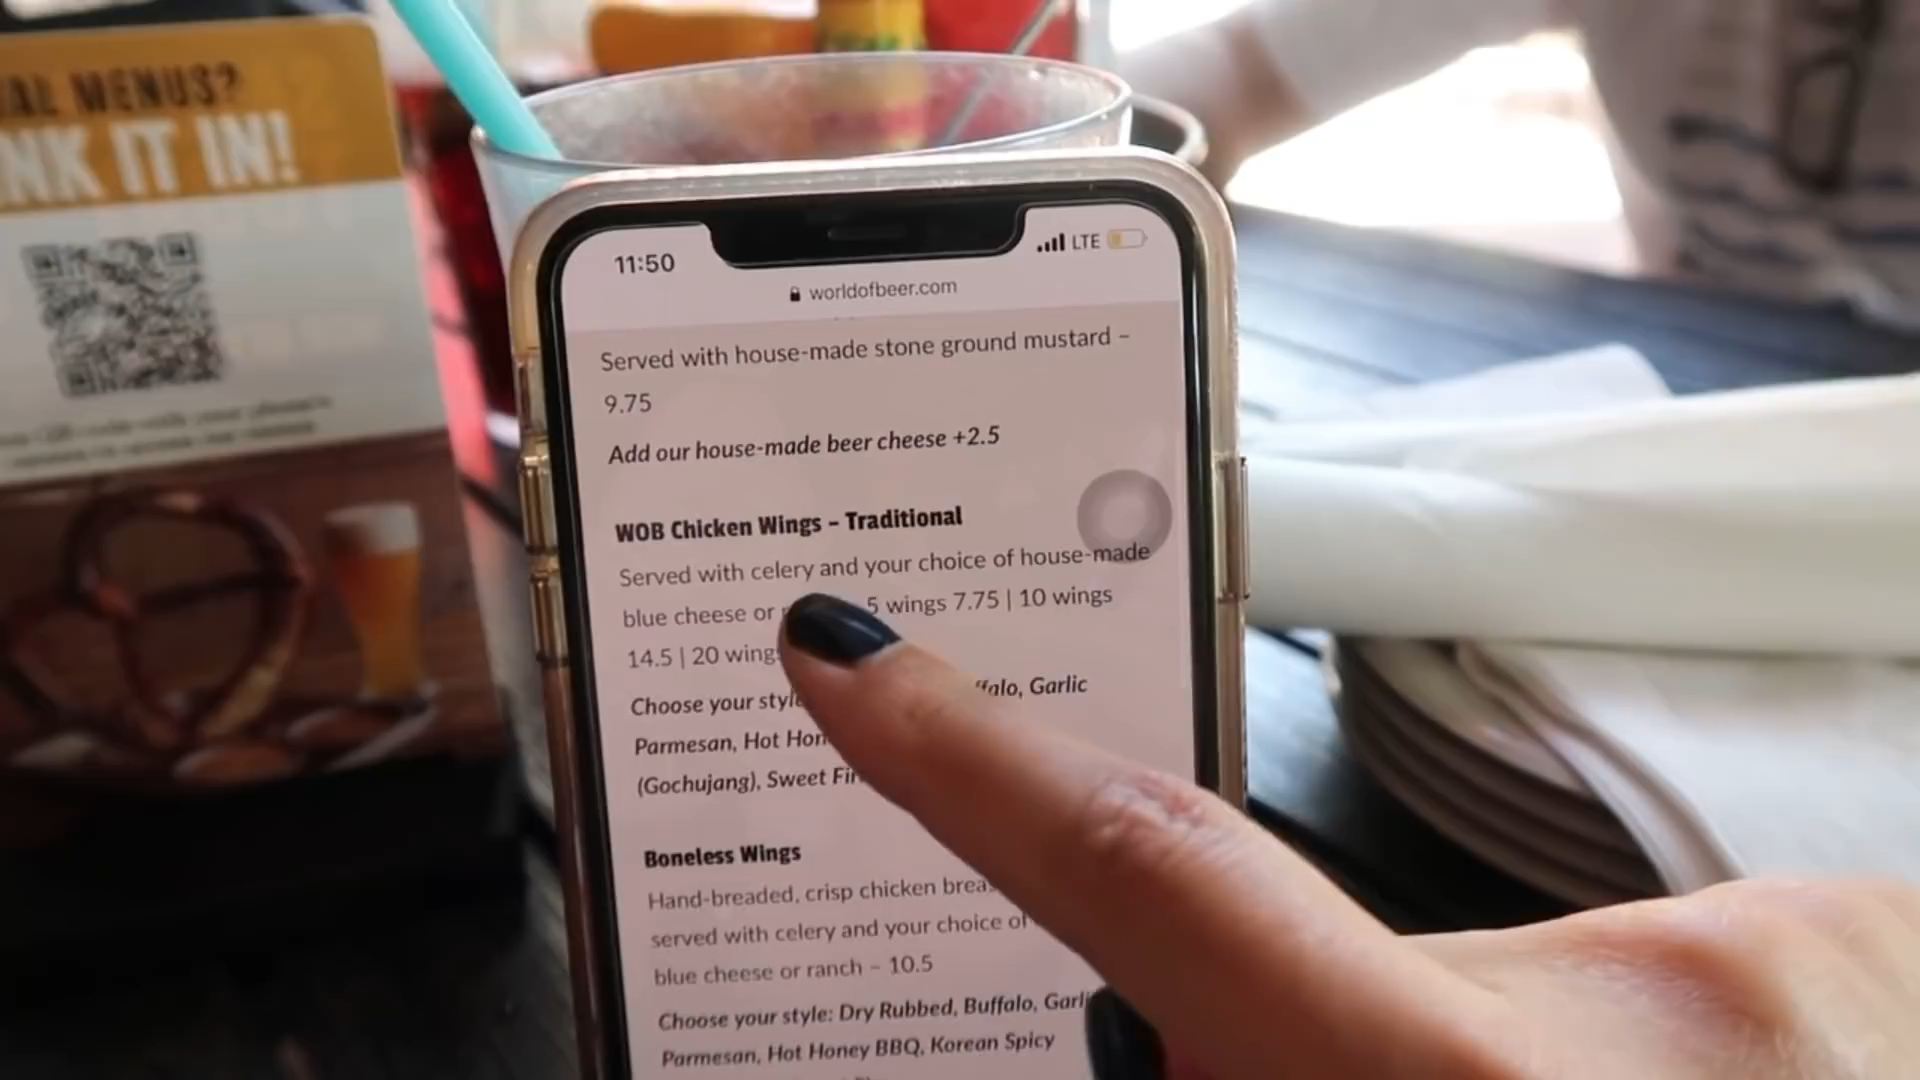 AL MENUS?
NK IT IN!
11:50
LTE
worldofbeer.com
Served with house-made stone ground mustard –
9.75
Add our house-made beer cheese +2.5
WOB Chicken Wings – Traditional
Served with celery and your choice of house-made
blue cheese or 5 wings 7.75 | 10 wings
14.5 | 20 wings
Choose your style falo, Garlic
Parmesan, Hot Hon
(Gochujang), Sweet Fir
Boneless Wings
Hand-breaded, crisp chicken breas
served with celery and your choice of
blue cheese or ranch – 10.5
Choose your style: Dry Rubbed, Buffalo, Garli
Parmesan, Hot Honey BBQ, Korean Spicy